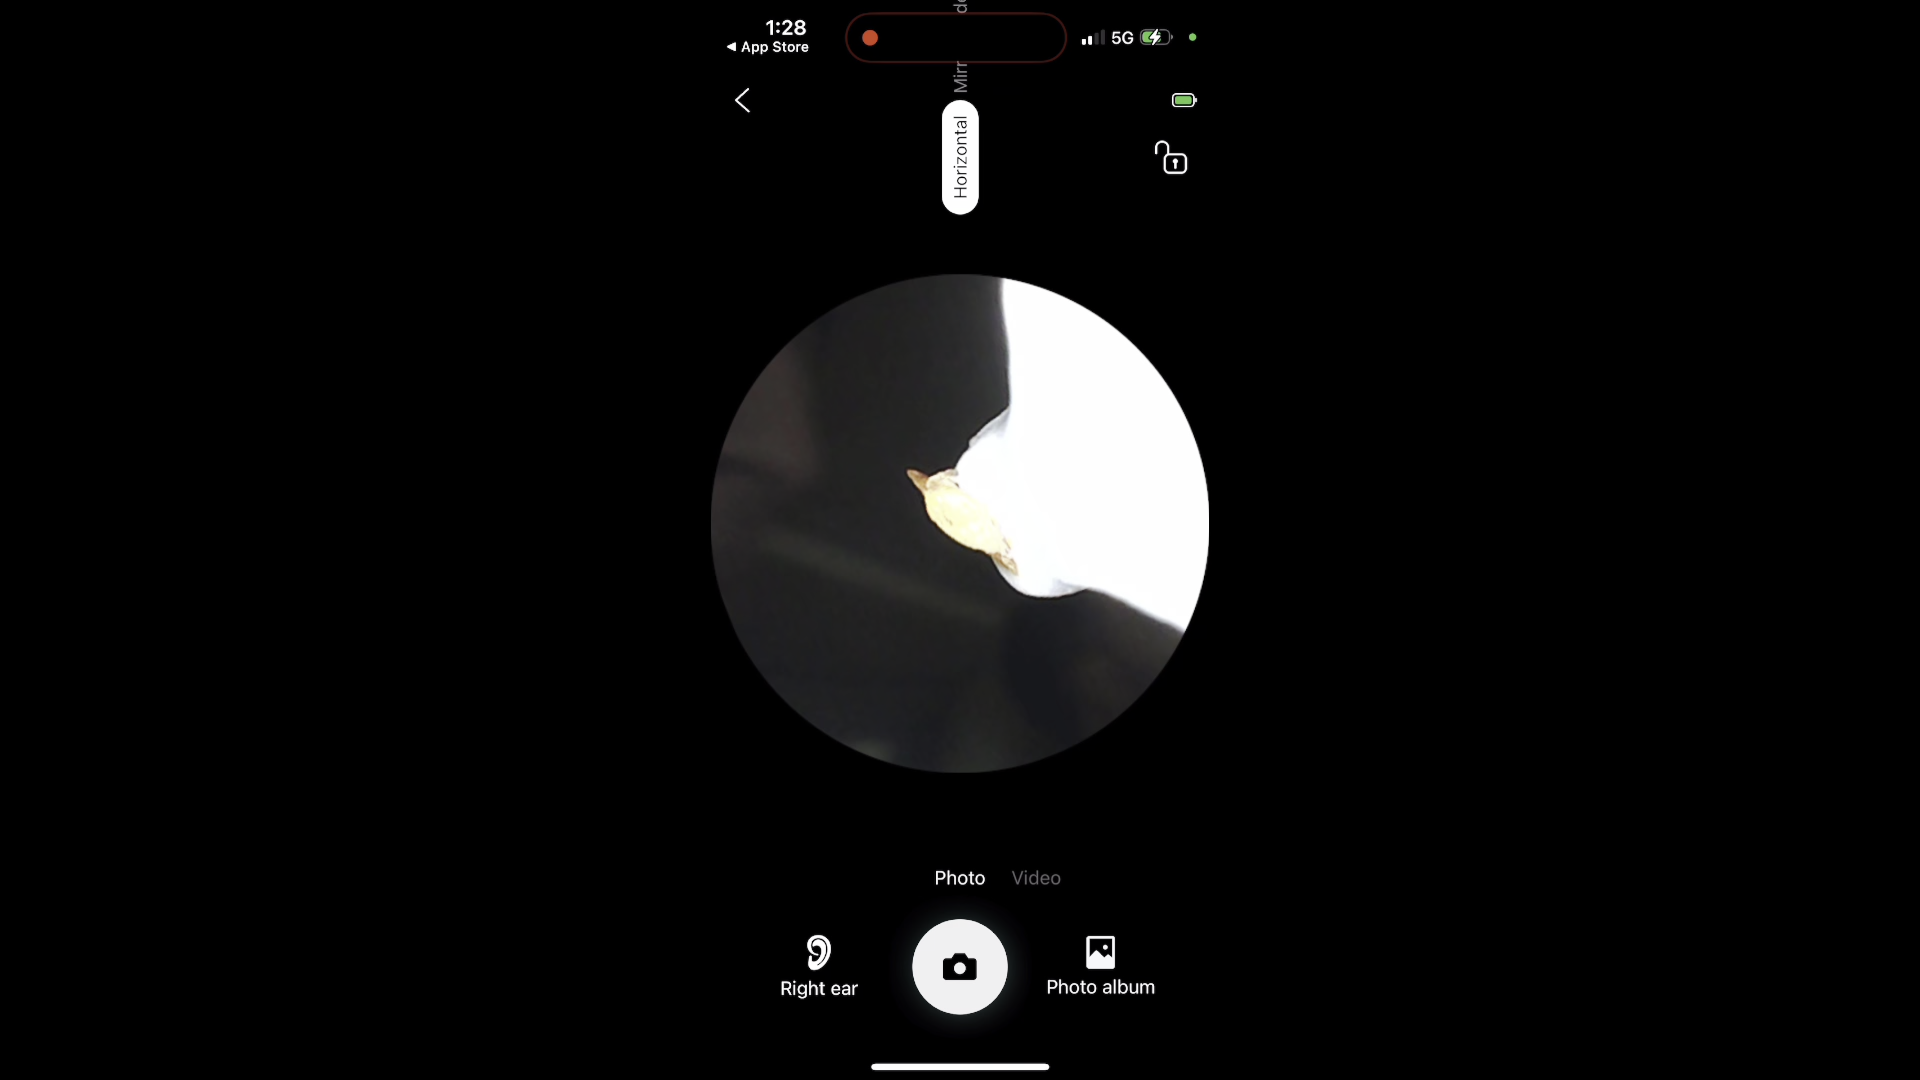 1:28
◀ App Store
5G
Mirr
Horizontal
Photo
Video
Right ear
Photo album